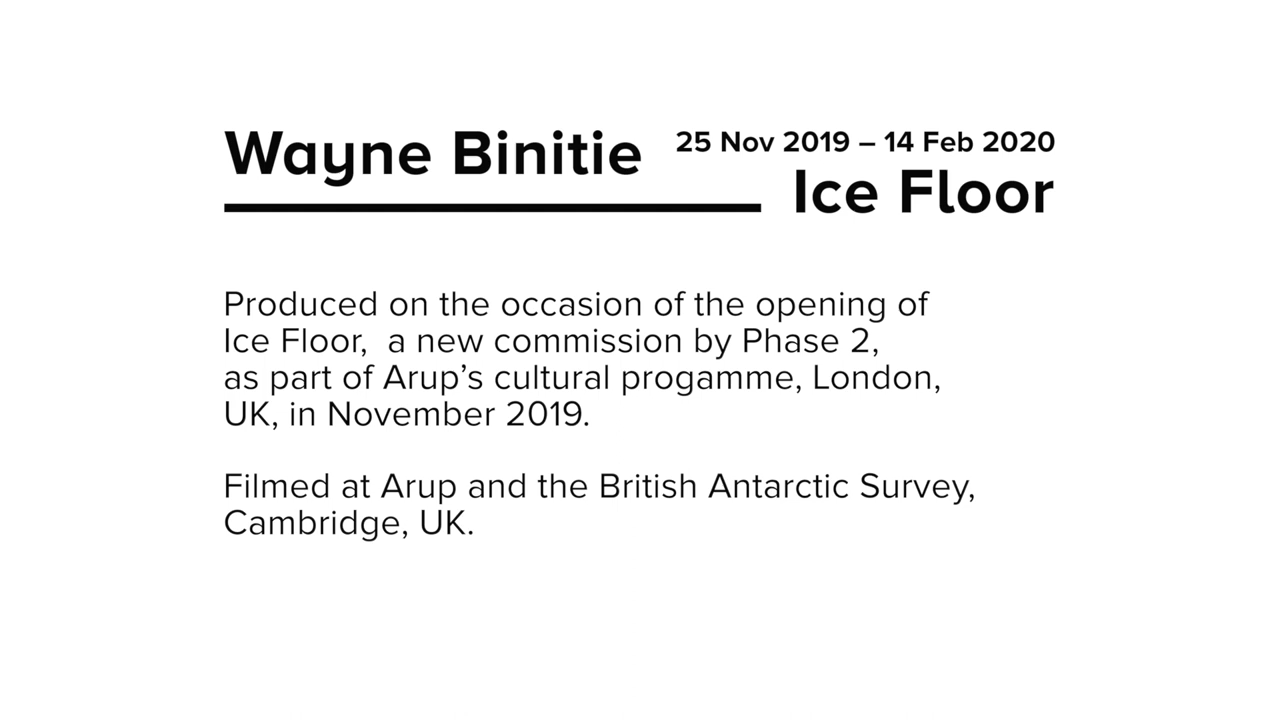 Wayne Binitie
25 Nov 2019 – 14 Feb 2020
Ice Floor
Produced on the occasion of the opening of
Ice Floor,  a new commission by Phase 2,
as part of Arup’s cultural progamme, London,
UK, in November 2019.
Filmed at Arup and the British Antarctic Survey,
Cambridge, UK.